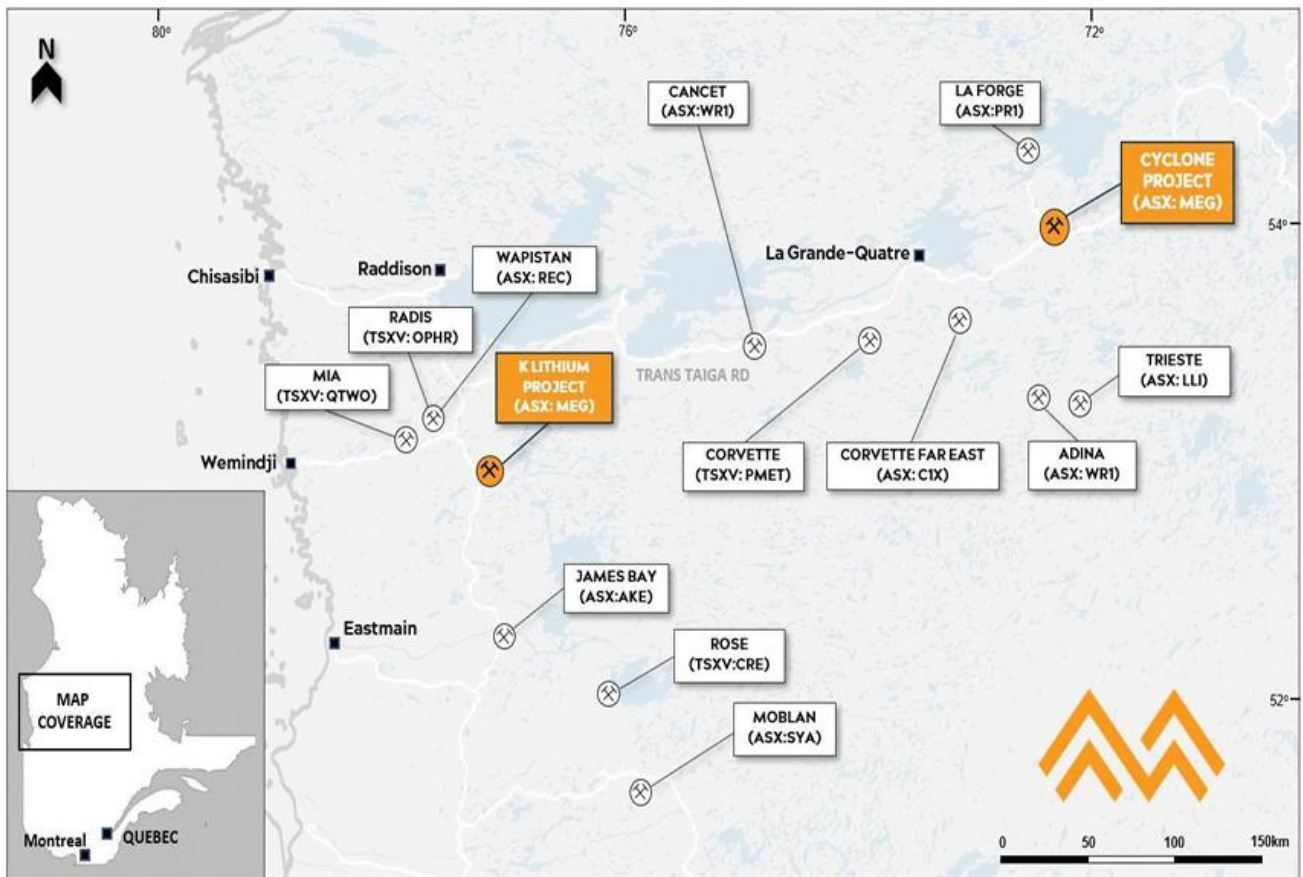 80°
76°
72°
N
CANCET
(ASX:WR1)
LA FORGE
(ASX:PR1)
CYCLONE
PROJECT
(ASX: MEG)
54°
La Grande-Quatre
Chisasibi
Raddison
WAPISTAN
(ASX: REC)
RADIS
(TSXV: OPHR)
MIA
(TSXV: QTWO)
K LITHIUM
PROJECT
(ASX: MEG)
TRANS TAIGA RD
TRIESTE
(ASX: LLI)
Wemindji
CORVETTE
(TSXV: PMET)
CORVETTE FAR EAST
(ASX: C1X)
ADINA
(ASX: WR1)
JAMES BAY
(ASX:AKE)
Eastmain
ROSE
(TSXV:CRE)
52°
MOBLAN
(ASX:SYA)
MAP
COVERAGE
Montreal
QUEBEC
0 50 100 150km